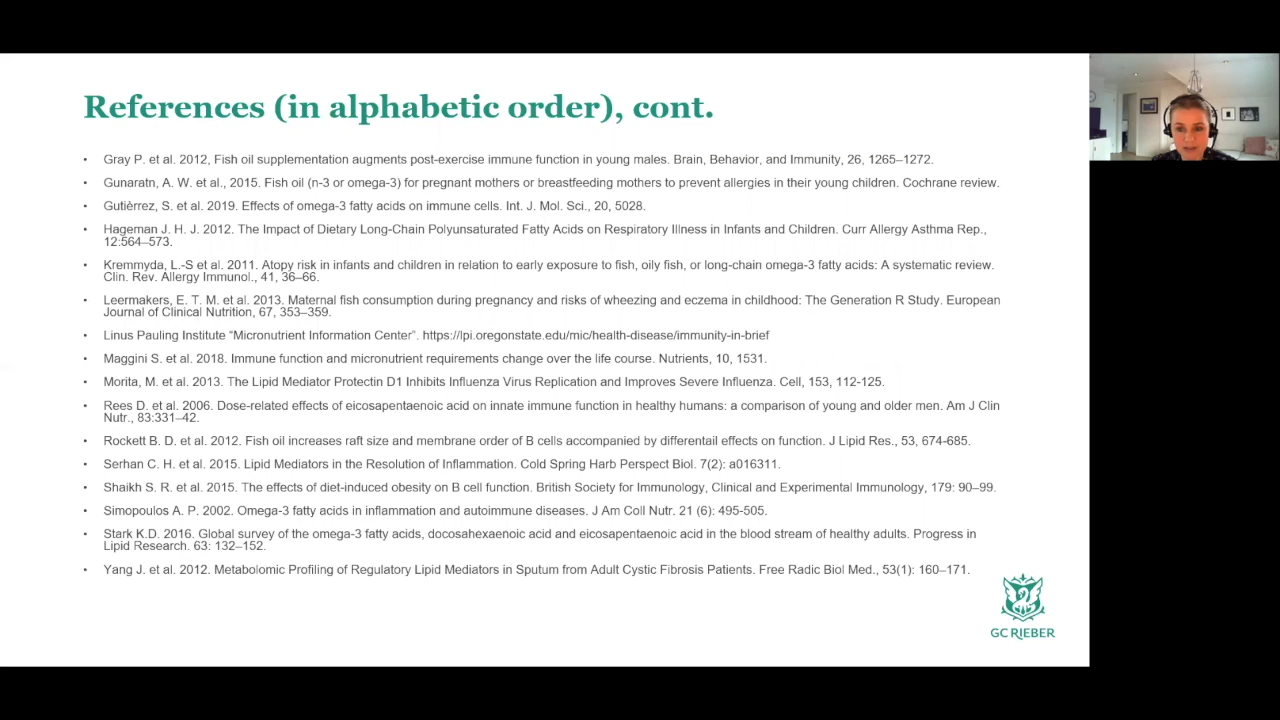 References (in alphabetic order), cont.
• Gray P. et al. 2012, Fish oil supplementation augments post-exercise immune function in young males. Brain, Behavior, and Immunity, 26, 1265–1272.
• Gunaratn, A. W. et al., 2015. Fish oil (n-3 or omega-3) for pregnant mothers or breastfeeding mothers to prevent allergies in their young children. Cochrane review.
• Gutièrrez, S. et al. 2019. Effects of omega-3 fatty acids on immune cells. Int. J. Mol. Sci., 20, 5028.
• Hageman J. H. J. 2012. The Impact of Dietary Long-Chain Polyunsaturated Fatty Acids on Respiratory Illness in Infants and Children. Curr Allergy Asthma Rep.,
12:564–573.
• Kremmyda, L.-S et al. 2011. Atopy risk in infants and children in relation to early exposure to fish, oily fish, or long-chain omega-3 fatty acids: A systematic review.
Clin. Rev. Allergy Immunol., 41, 36–66.
• Leermakers, E. T. M. et al. 2013. Maternal fish consumption during pregnancy and risks of wheezing and eczema in childhood: The Generation R Study. European
Journal of Clinical Nutrition, 67, 353–359.
• Linus Pauling Institute “Micronutrient Information Center”. https://lpi.oregonstate.edu/mic/health-disease/immunity-in-brief
• Maggini S. et al. 2018. Immune function and micronutrient requirements change over the life course. Nutrients, 10, 1531.
• Morita, M. et al. 2013. The Lipid Mediator Protectin D1 Inhibits Influenza Virus Replication and Improves Severe Influenza. Cell, 153, 112-125.
• Rees D. et al. 2006. Dose-related effects of eicosapentaenoic acid on innate immune function in healthy humans: a comparison of young and older men. Am J Clin
Nutr., 83:331–42.
• Rockett B. D. et al. 2012. Fish oil increases raft size and membrane order of B cells accompanied by differentail effects on function. J Lipid Res., 53, 674-685.
• Serhan C. H. et al. 2015. Lipid Mediators in the Resolution of Inflammation. Cold Spring Harb Perspect Biol. 7(2): a016311.
• Shaikh S. R. et al. 2015. The effects of diet-induced obesity on B cell function. British Society for Immunology, Clinical and Experimental Immunology, 179: 90–99.
• Simopoulos A. P. 2002. Omega-3 fatty acids in inflammation and autoimmune diseases. J Am Coll Nutr. 21 (6): 495-505.
• Stark K.D. 2016. Global survey of the omega-3 fatty acids, docosahexaenoic acid and eicosapentaenoic acid in the blood stream of healthy adults. Progress in
Lipid Research. 63: 132–152.
• Yang J. et al. 2012. Metabolomic Profiling of Regulatory Lipid Mediators in Sputum from Adult Cystic Fibrosis Patients. Free Radic Biol Med., 53(1): 160–171.
GC RIEBER